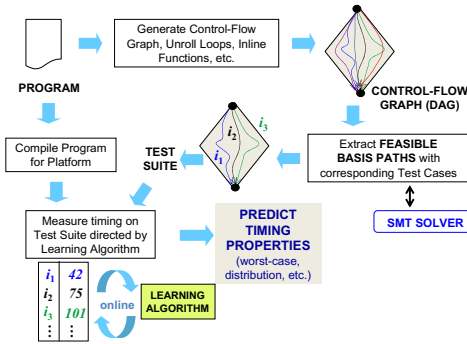 Generate Control-Flow
Graph, Unroll Loops, Inline
Functions, etc.
PROGRAM
CONTROL-FLOW
GRAPH (DAG)
Compile Program
for Platform
TEST
SUITE
i1
i2
i3
Extract FEASIBLE
BASIS PATHS with
corresponding Test Cases
SMT SOLVER
Measure timing on
Test Suite directed by
Learning Algorithm
PREDICT
TIMING
PROPERTIES
(worst-case,
distribution, etc.)
i1 42
i2 75
i3 101
⋮ ⋮
online
LEARNING
ALGORITHM